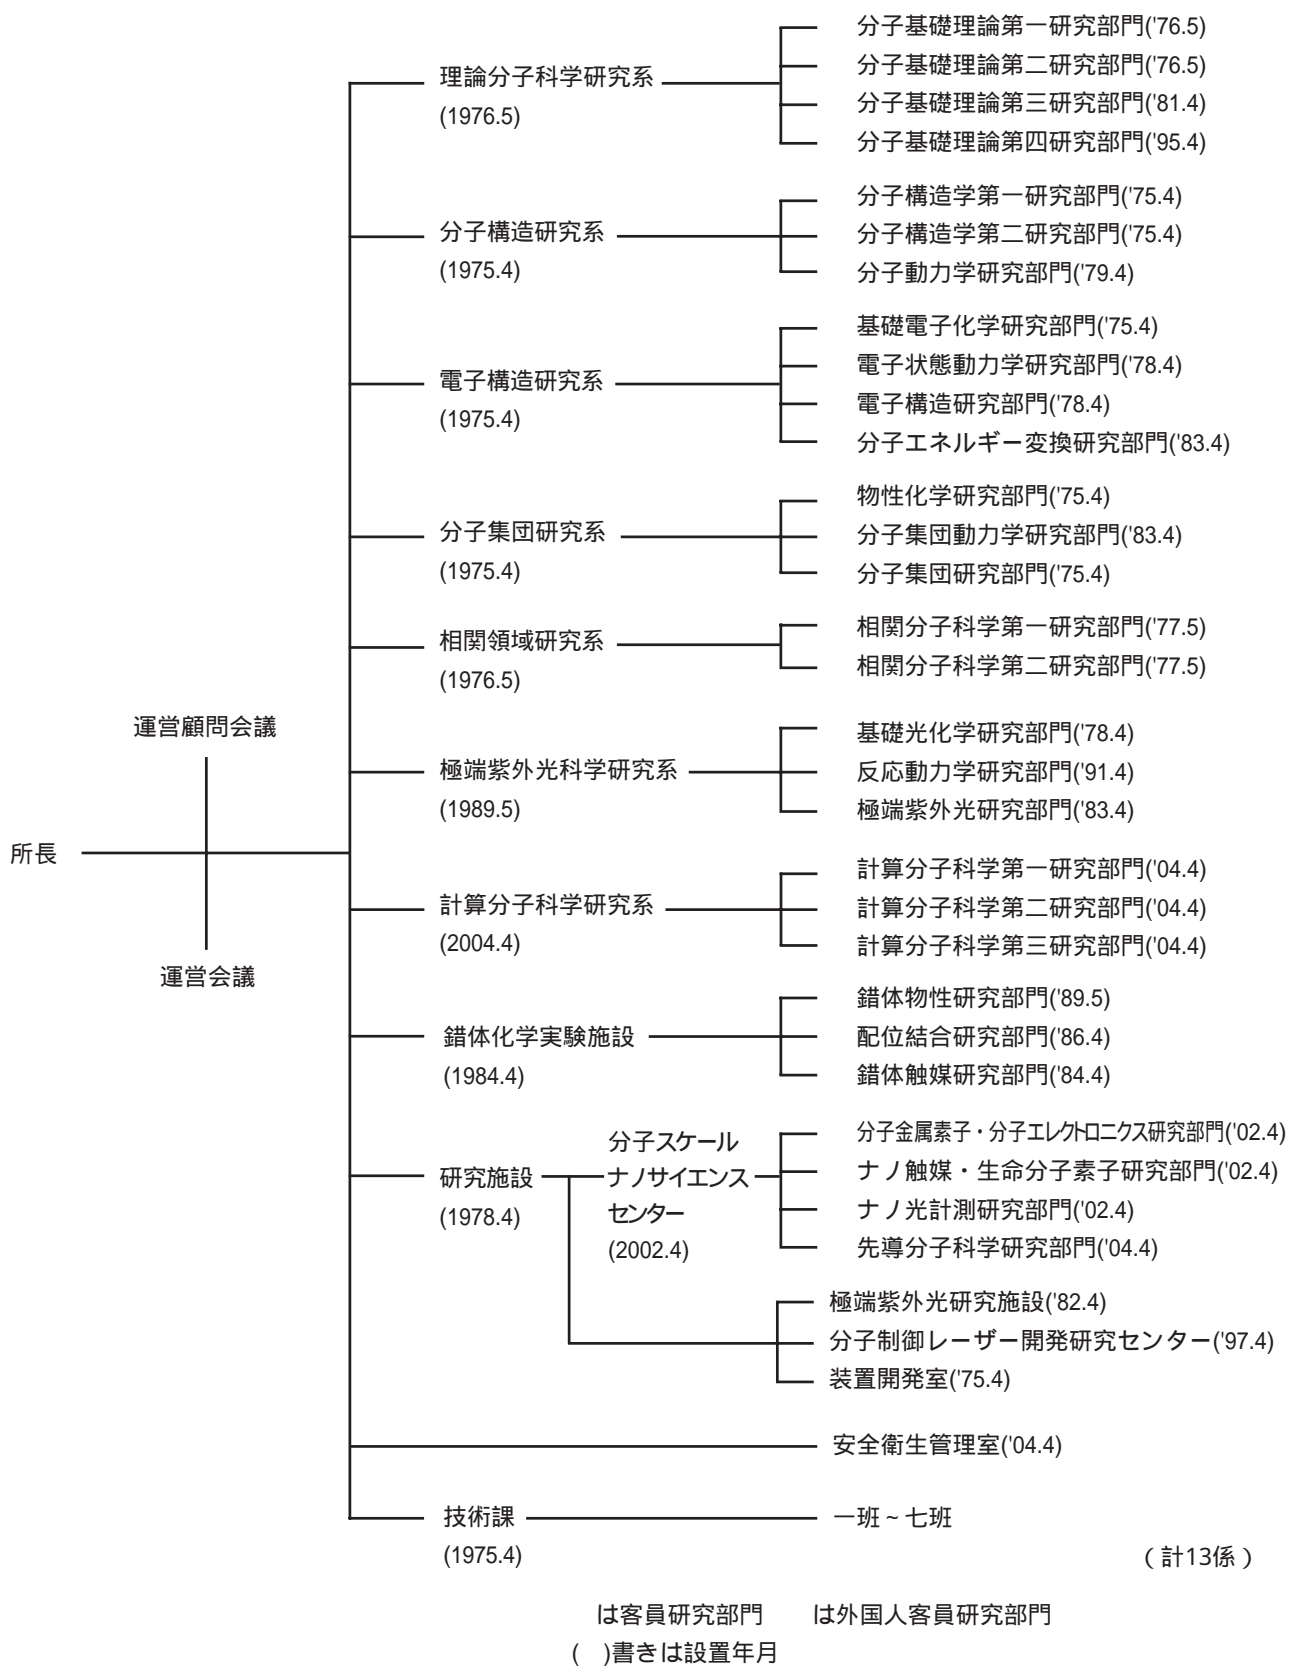 分子基礎理論第一研究部門('76.5)
分子基礎理論第二研究部門('76.5)
理論分子科学研究系
(1976.5)
分子基礎理論第三研究部門('81.4)
分子基礎理論第四研究部門('95.4)
分子構造学第一研究部門('75.4)
分子構造研究系
(1975.4)
分子構造学第二研究部門('75.4)
分子動力学研究部門('79.4)
基礎電子化学研究部門('75.4)
電子状態動力学研究部門('78.4)
電子構造研究系
(1975.4)
電子構造研究部門('78.4)
分子エネルギー変換研究部門('83.4)
物性化学研究部門('75.4)
分子集団研究系
(1975.4)
分子集団動力学研究部門('83.4)
分子集団研究部門('75.4)
相関領域研究系
(1976.5)
相関分子科学第一研究部門('77.5)
相関分子科学第二研究部門('77.5)
運営顧問会議
基礎光化学研究部門('78.4)
極端紫外光科学研究系
(1989.5)
反応動力学研究部門('91.4)
極端紫外光研究部門('83.4)
所長
計算分子科学研究系
(2004.4)
計算分子科学第一研究部門('04.4)
計算分子科学第二研究部門('04.4)
計算分子科学第三研究部門('04.4)
運営会議
錯体物性研究部門('89.5)
錯体化学実験施設
(1984.4)
配位結合研究部門('86.4)
錯体触媒研究部門('84.4)
研究施設
(1978.4)
分子スケール
ナノサイエンス
センター
(2002.4)
分子金属素子・分子エレクトロニクス研究部門('02.4)
ナノ触媒・生命分子素子研究部門('02.4)
ナノ光計測研究部門('02.4)
先導分子科学研究部門('04.4)
極端紫外光研究施設('82.4)
分子制御レーザー開発研究センター('97.4)
装置開発室('75.4)
安全衛生管理室('04.4)
技術課
(1975.4)
一班~七班
(計13係)
は客員研究部門 は外国人客員研究部門
( )書きは設置年月